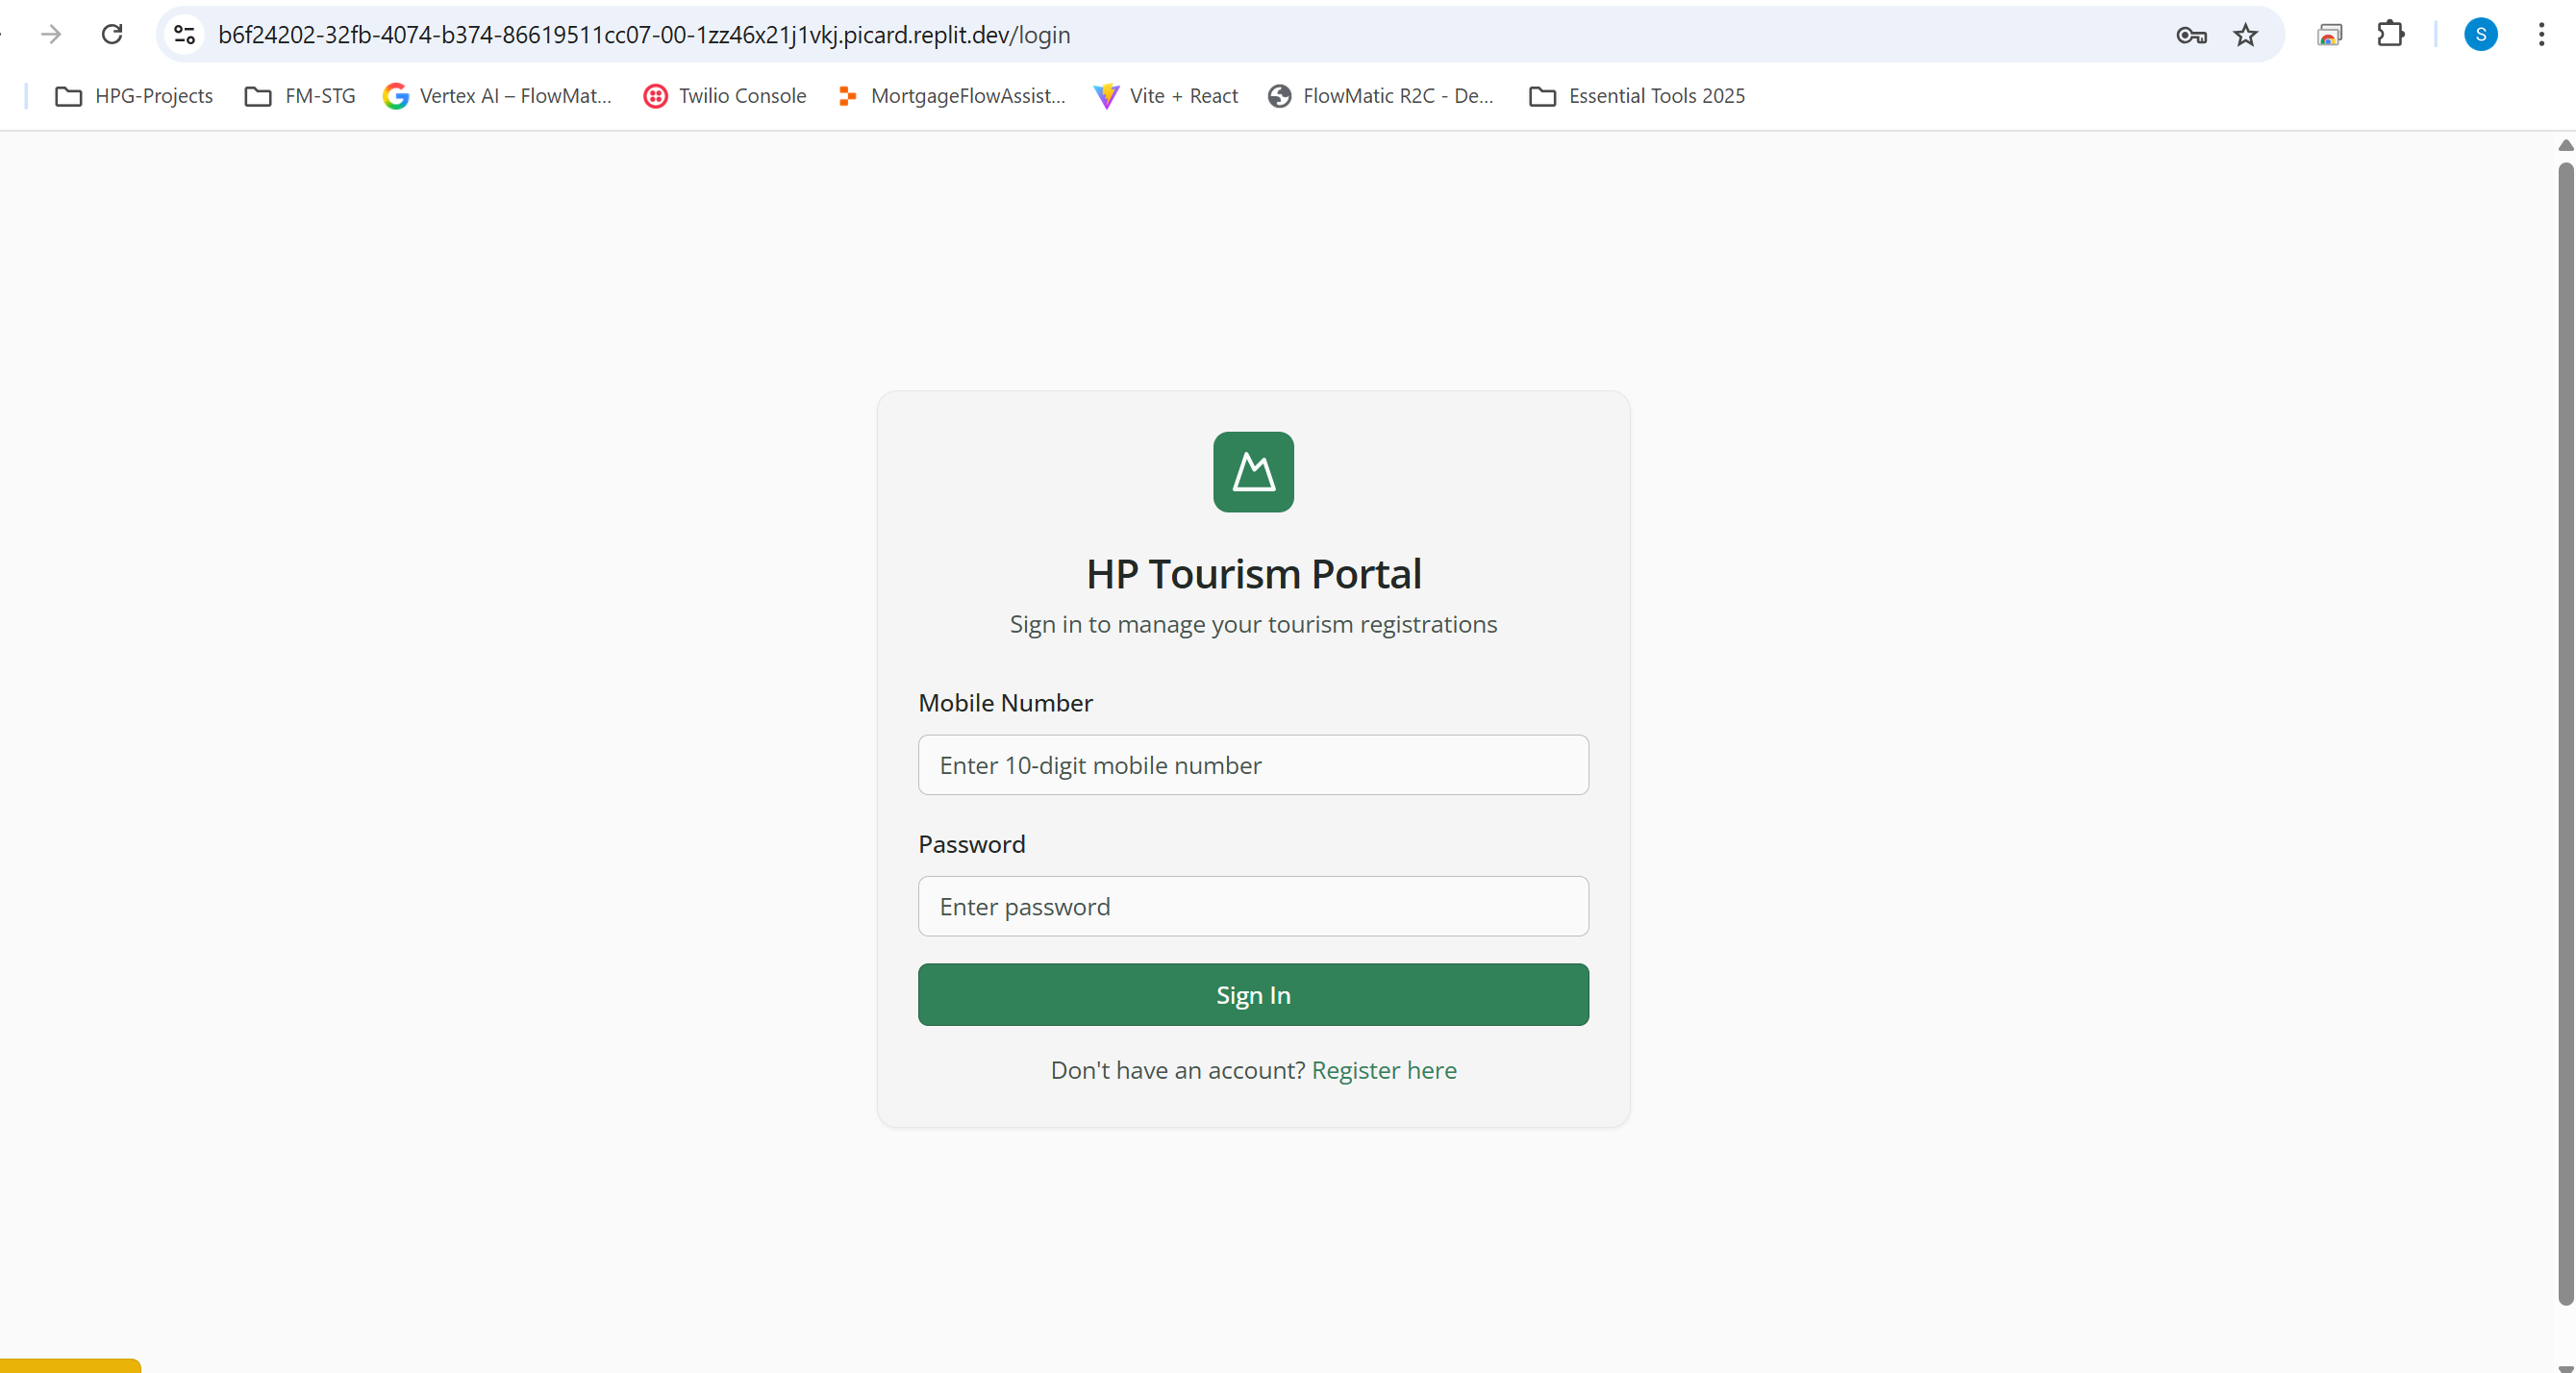 b6f24202-32fb-4074-b374-86619511cc07-00-1zz46x21j1vkj.picard.replit.dev/login
S
HPG-Projects FM-STG Vertex AI – FlowMat... Twilio Console MortgageFlowAssist... Vite + React FlowMatic R2C - De... Essential Tools 2025
HP Tourism Portal
Sign in to manage your tourism registrations
Mobile Number
Enter 10-digit mobile number
Password
Enter password
Sign In
Don't have an account? Register here